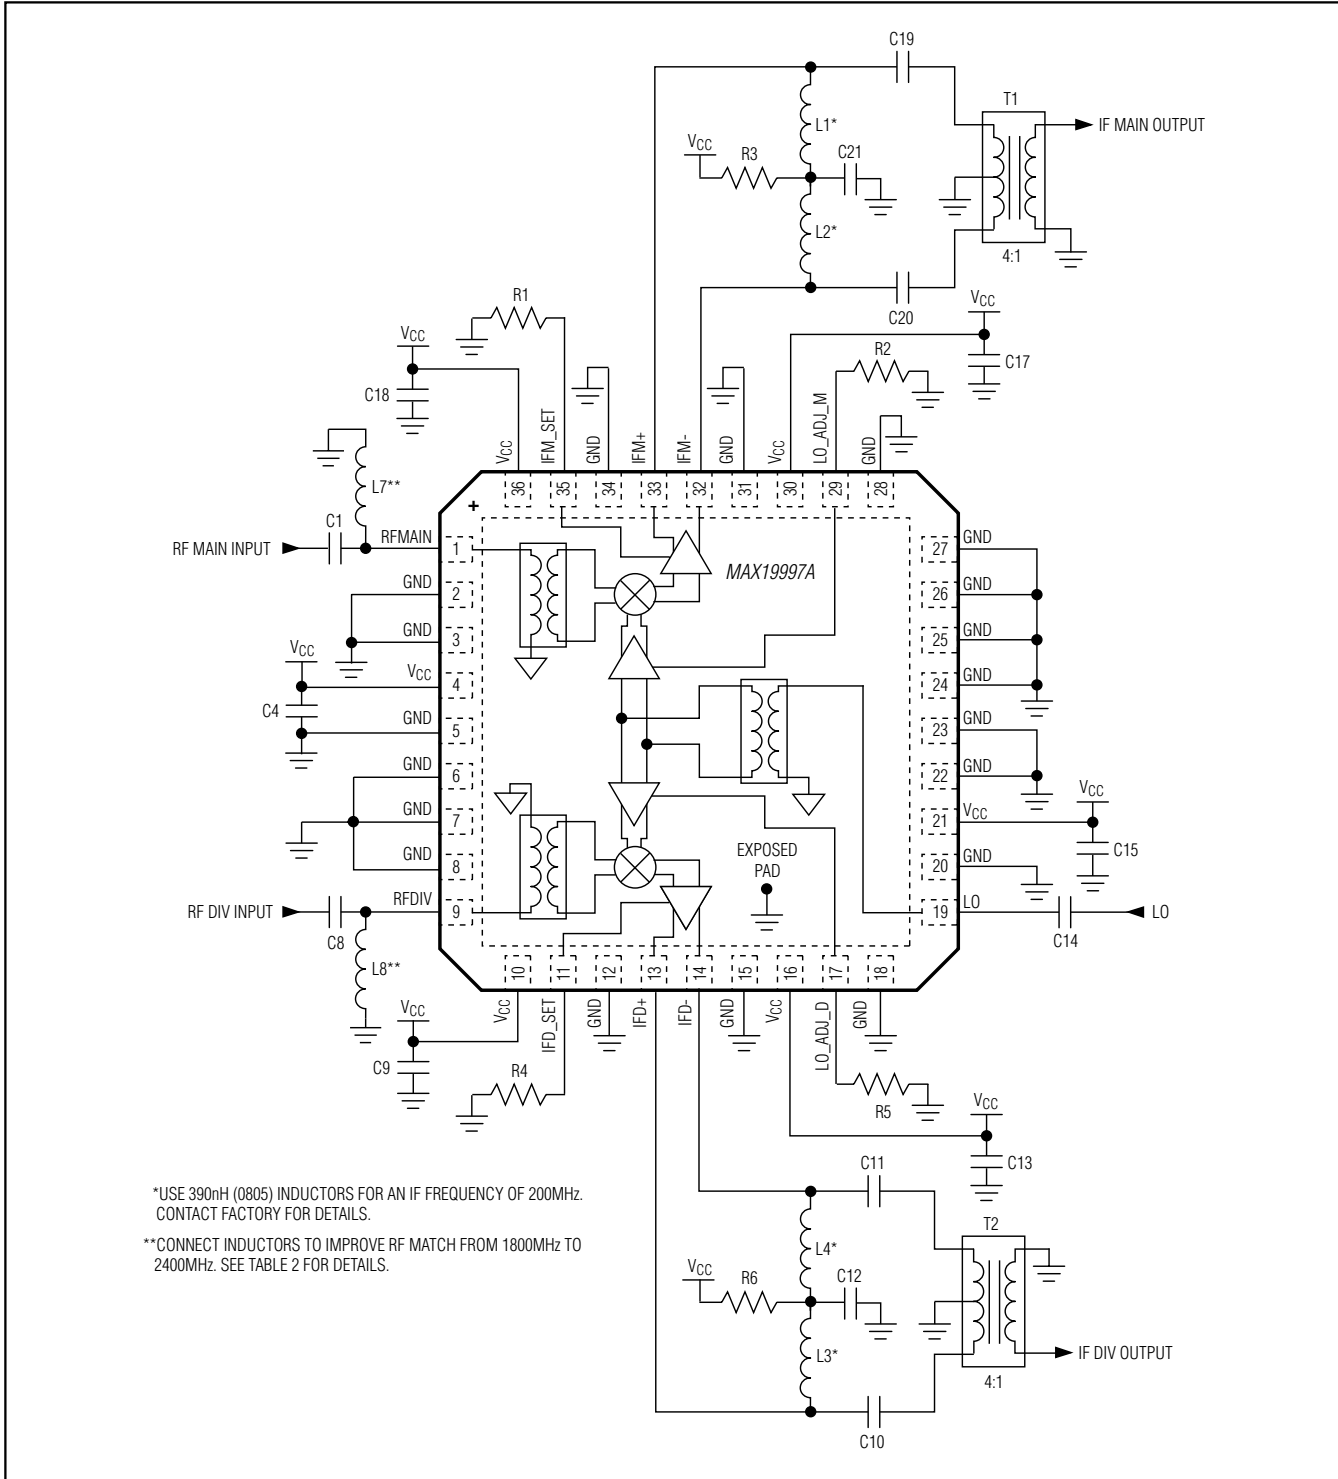 C19
T1
L1*
IF MAIN OUTPUT
VCC
R3
C21
L2*
4:1
R1
C20
VCC
VCC
R2
C17
C18
VCC
IFM_SET
GND
IFM+
IFM-
GND
VCC
LO_ADJ_M
GND
L7**
36
35
34
33
32
31
30
29
28
+
C1
RF MAIN INPUT
RFMAIN
1
MAX19997A
27
GND
GND
2
26
GND
GND
3
25
GND
VCC
VCC
4
24
GND
C4
GND
5
23
GND
GND
6
22
GND
VCC
GND
7
21
VCC
C15
EXPOSED
PAD
GND
8
20
GND
RF DIV INPUT
RFDIV
9
19
LO
LO
C8
C14
L8**
10
11
12
13
14
15
16
17
18
VCC
VCC
IFD_SET
GND
IFD+
IFD-
GND
VCC
LO_ADJ_D
GND
C9
R4
R5
VCC
C13
C11
*USE 390nH (0805) INDUCTORS FOR AN IF FREQUENCY OF 200MHz.
CONTACT FACTORY FOR DETAILS.
T2
**CONNECT INDUCTORS TO IMPROVE RF MATCH FROM 1800MHz TO
2400MHz. SEE TABLE 2 FOR DETAILS.
L4*
VCC
R6
C12
L3*
IF DIV OUTPUT
4:1
C10